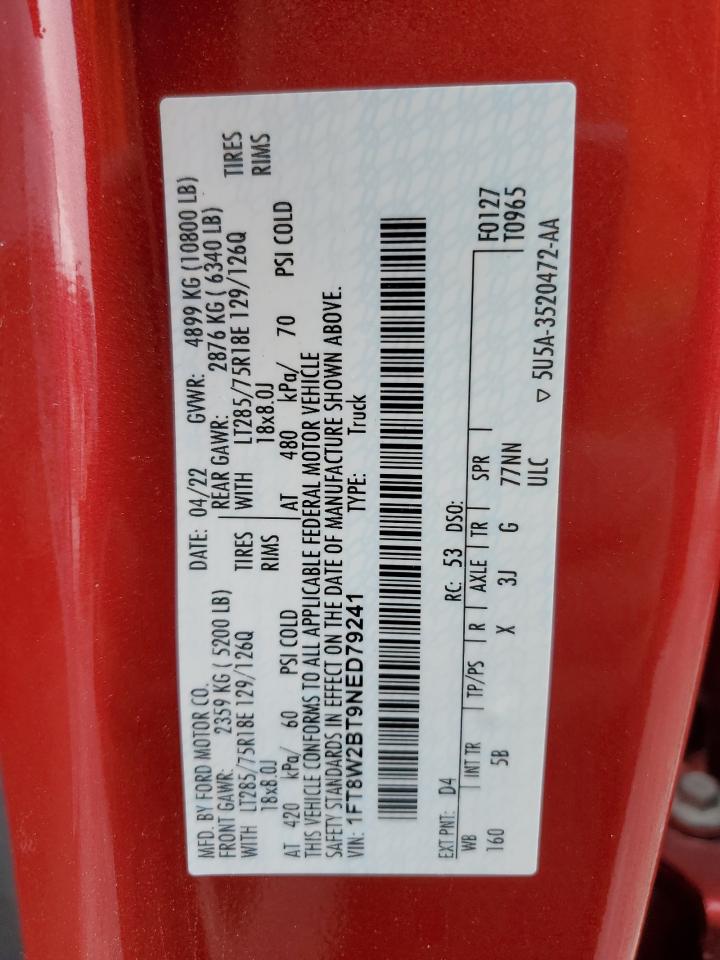 MFD. BY FORD MOTOR CO. DATE: 04/22 GVWR: 4899 KG (10800 LB)
FRONT GAWR: 2359 KG ( 5200 LB) REAR GAWR: 2876 KG ( 6340 LB)
WITH LT285/75R18E 129/126Q TIRES WITH LT285/75R18E 129/126Q TIRES
18x8.0J RIMS 18x8.0J RIMS
AT 420 kPa/ 60 PSI COLD AT 480 kPa/ 70 PSI COLD
THIS VEHICLE CONFORMS TO ALL APPLICABLE FEDERAL MOTOR VEHICLE
SAFETY STANDARDS IN EFFECT ON THE DATE OF MANUFACTURE SHOWN ABOVE.
VIN: 1FT8W2BT9NED79241 TYPE: Truck
EXT PNT: D4 RC: 53 DSO:
WB INT TR TP/PS R AXLE TR SPR F0127
160 5B X 3J G 77NN T0965
ULC
▽ 5U5A-3520472-AA